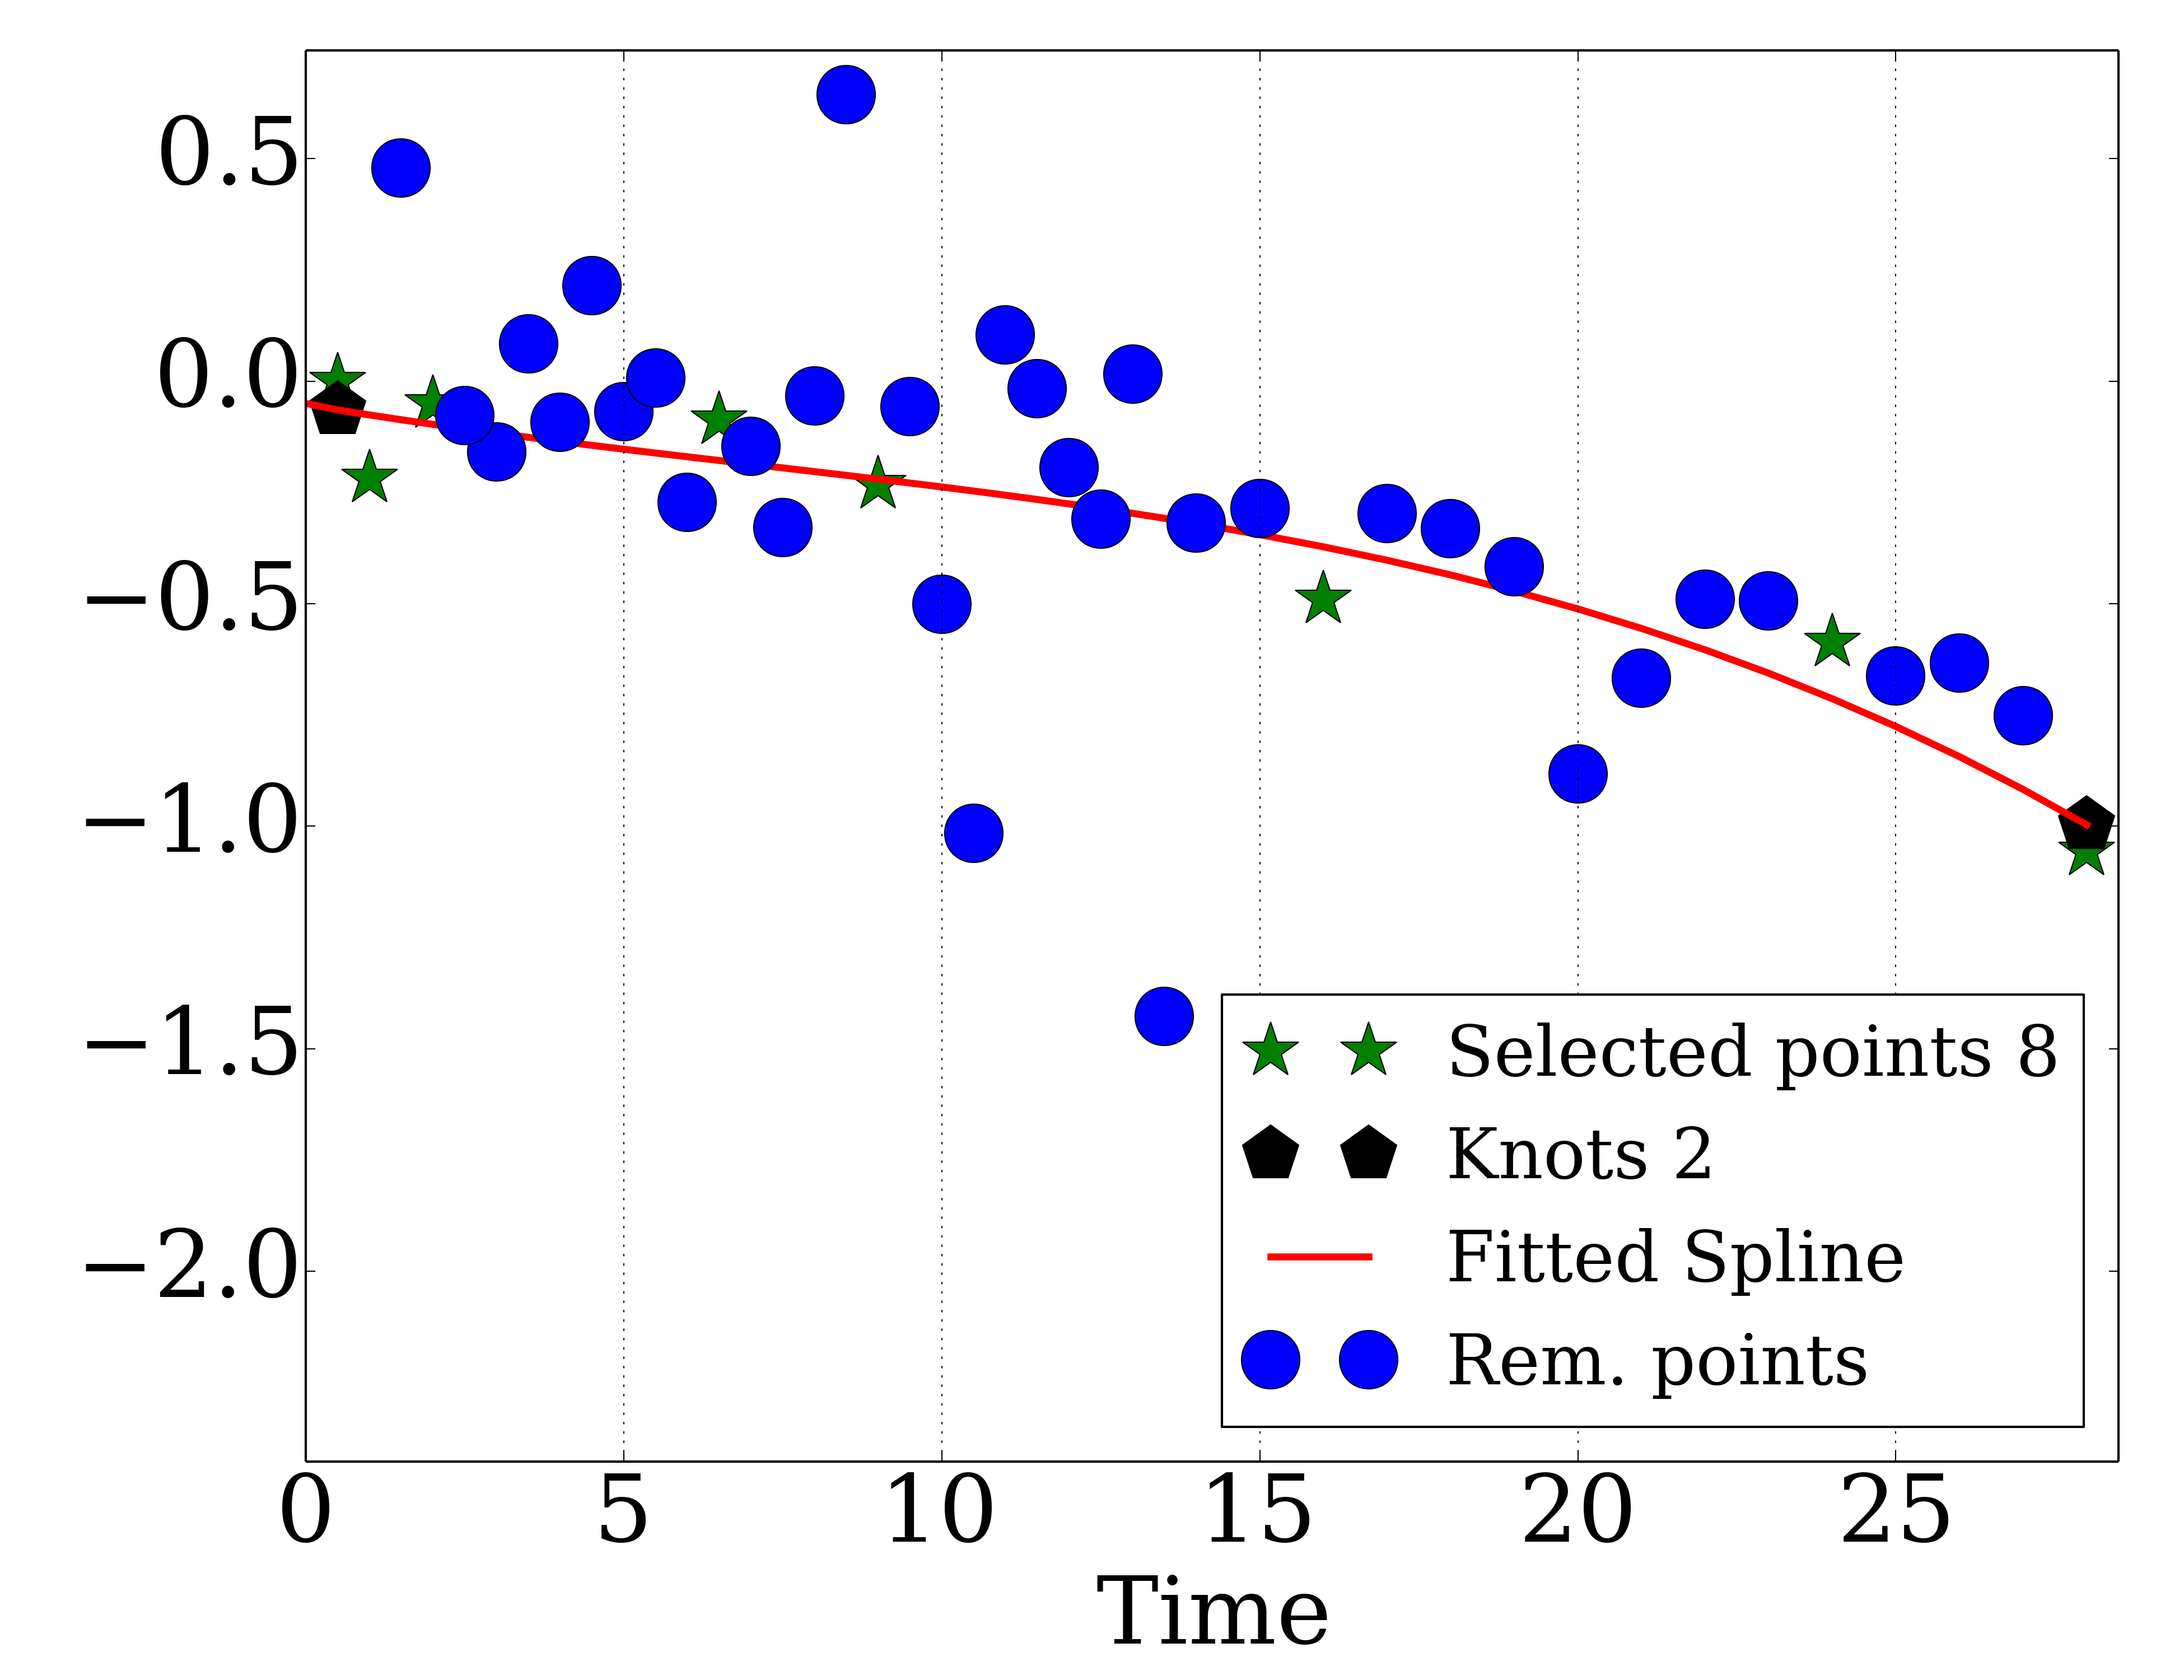 0.5
0.0
−0.5
−1.0
−1.5
−2.0
Selected points 8
Knots 2
Fitted Spline
Rem. points
0 5 10 15 20 25
Time